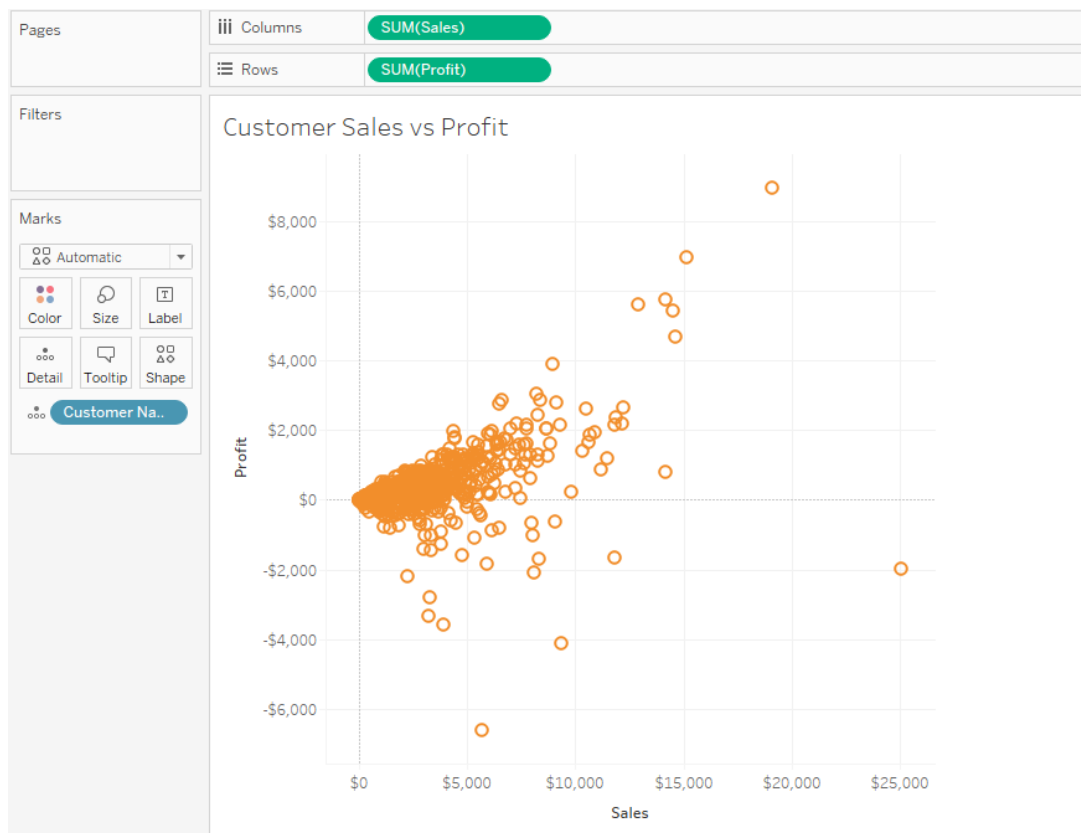 Pages
Columns
SUM(Sales)
Rows
SUM(Profit)
Filters
Marks
Automatic
Color
Size
Label
Detail
Tooltip
Shape
Customer Na..
Customer Sales vs Profit
Profit
$8,000
$6,000
$4,000
$2,000
$0
-$2,000
-$4,000
-$6,000
$0
$5,000
$10,000
$15,000
$20,000
$25,000
Sales